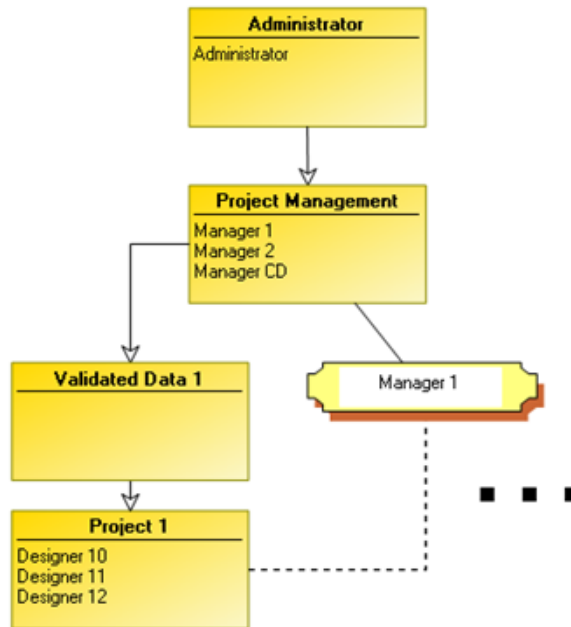 Administrator
Administrator
Project Management
Manager 1
Manager 2
Manager CD
Validated Data 1
Manager 1
Project 1
Designer 10
Designer 11
Designer 12